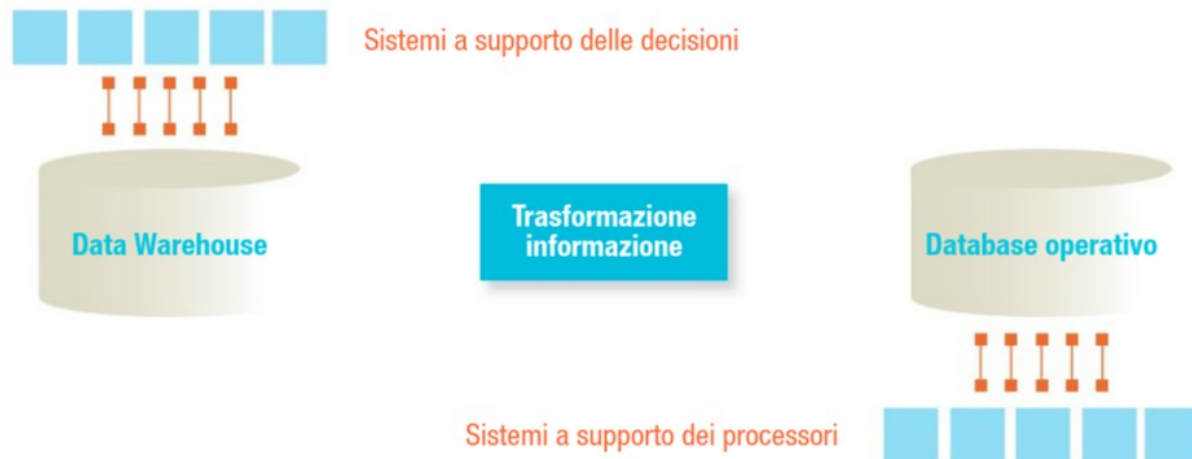 Sistemi a supporto delle decisioni
Data Warehouse
Trasformazione
informazione
Database operativo
Sistemi a supporto dei processori